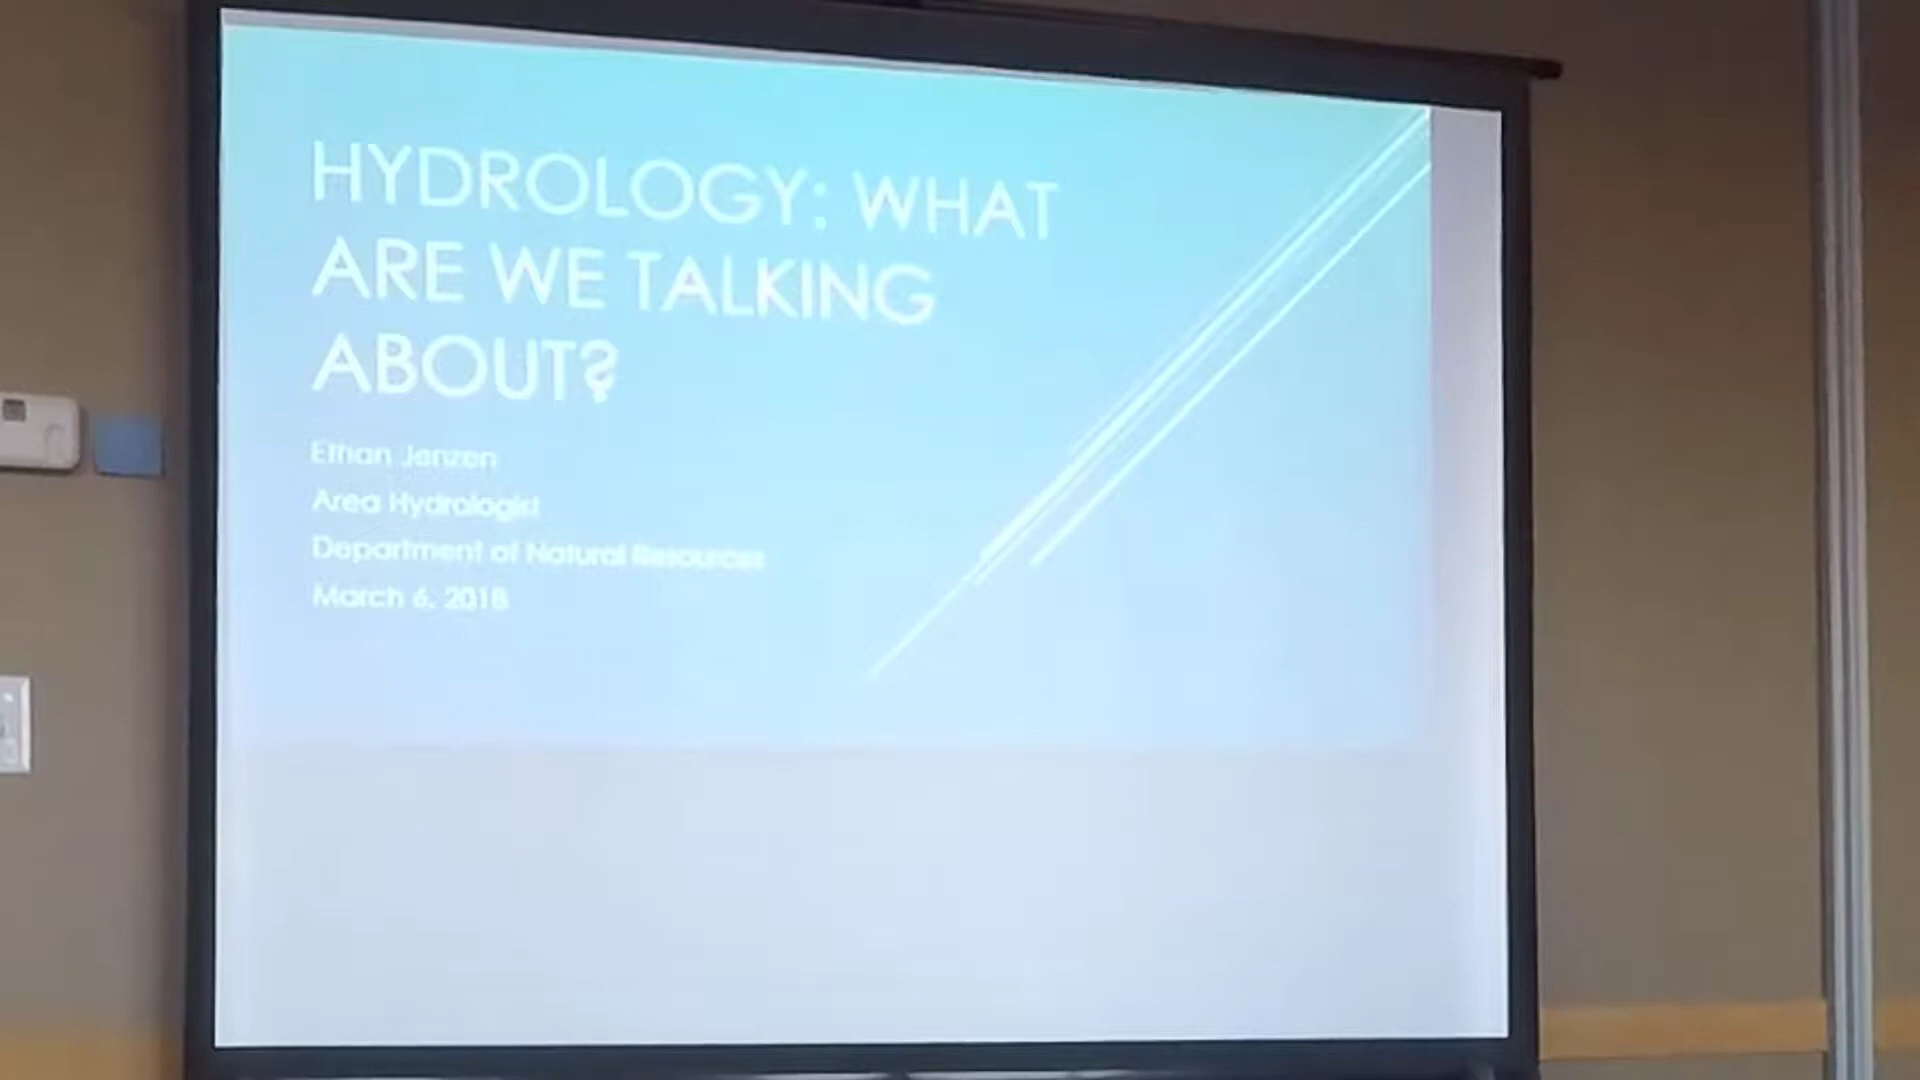 HYDROLOGY: WHAT
ARE WE TALKING
ABOUT?
Ethan Jenzen
Area Hydrologist
Department of Natural Resources
March 6, 2018